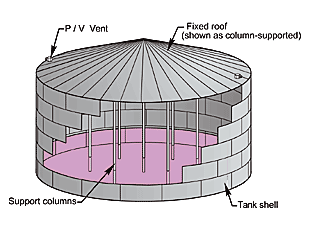 P / V Vent
Fixed roof
(shown as column-supported)
Support columns
Tank shell